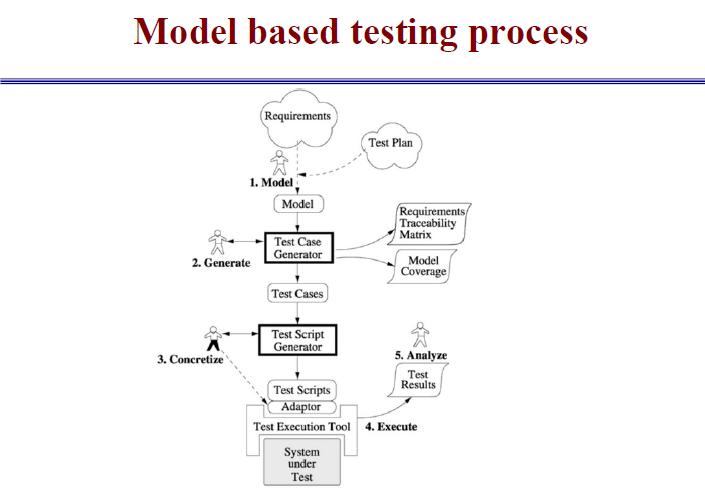 Model based testing process
Requirements
Test Plan
1. Model
Model
Requirements
Traceability
Matrix
Test Case
Generator
2. Generate
Model
Coverage
Test Cases
Test Script
Generator
3. Concretize
5. Analyze
Test
Results
Test Scripts
Adaptor
Test Execution Tool
4. Execute
System
under
Test